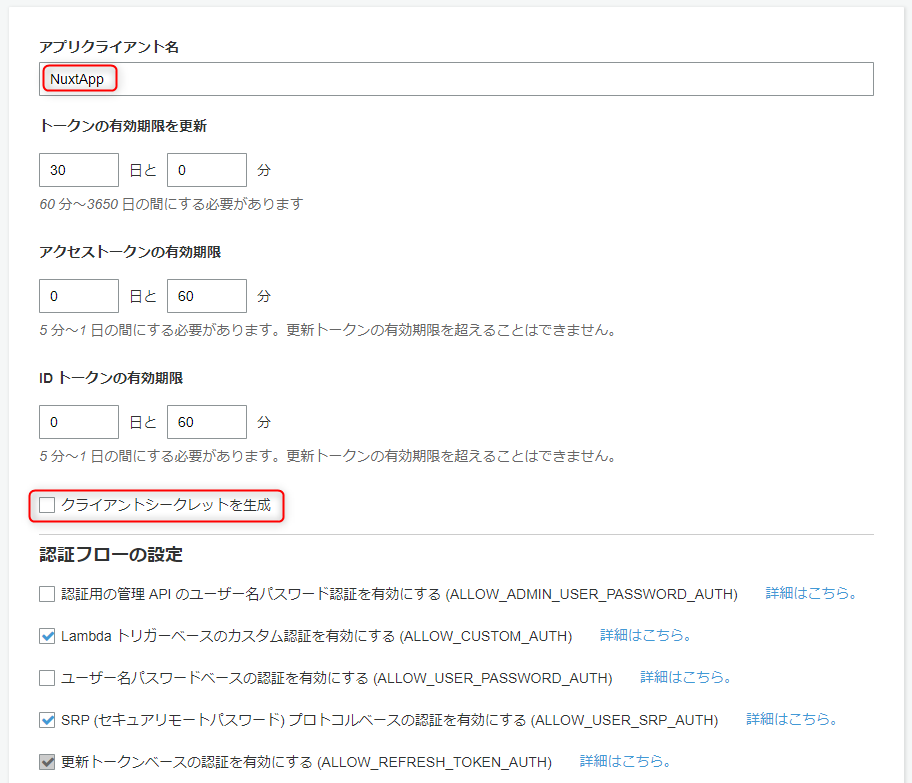 アプリクライアント名
NuxtApp
トークンの有効期限を更新
30 日と 0 分
60 分～3650 日の間にする必要があります
アクセストークンの有効期限
0 日と 60 分
5 分～1 日の間にする必要があります。更新トークンの有効期限を超えることはできません。
ID トークンの有効期限
0 日と 60 分
5 分～1 日の間にする必要があります。更新トークンの有効期限を超えることはできません。
クライアントシークレットを生成
認証フローの設定
認証用の管理 API のユーザー名パスワード認証を有効にする (ALLOW_ADMIN_USER_PASSWORD_AUTH) 詳細はこちら。
Lambda トリガーベースのカスタム認証を有効にする (ALLOW_CUSTOM_AUTH) 詳細はこちら。
ユーザー名パスワードベースの認証を有効にする (ALLOW_USER_PASSWORD_AUTH) 詳細はこちら。
SRP (セキュアリモートパスワード) プロトコルベースの認証を有効にする (ALLOW_USER_SRP_AUTH) 詳細はこちら。
更新トークンベースの認証を有効にする (ALLOW_REFRESH_TOKEN_AUTH) 詳細はこちら。